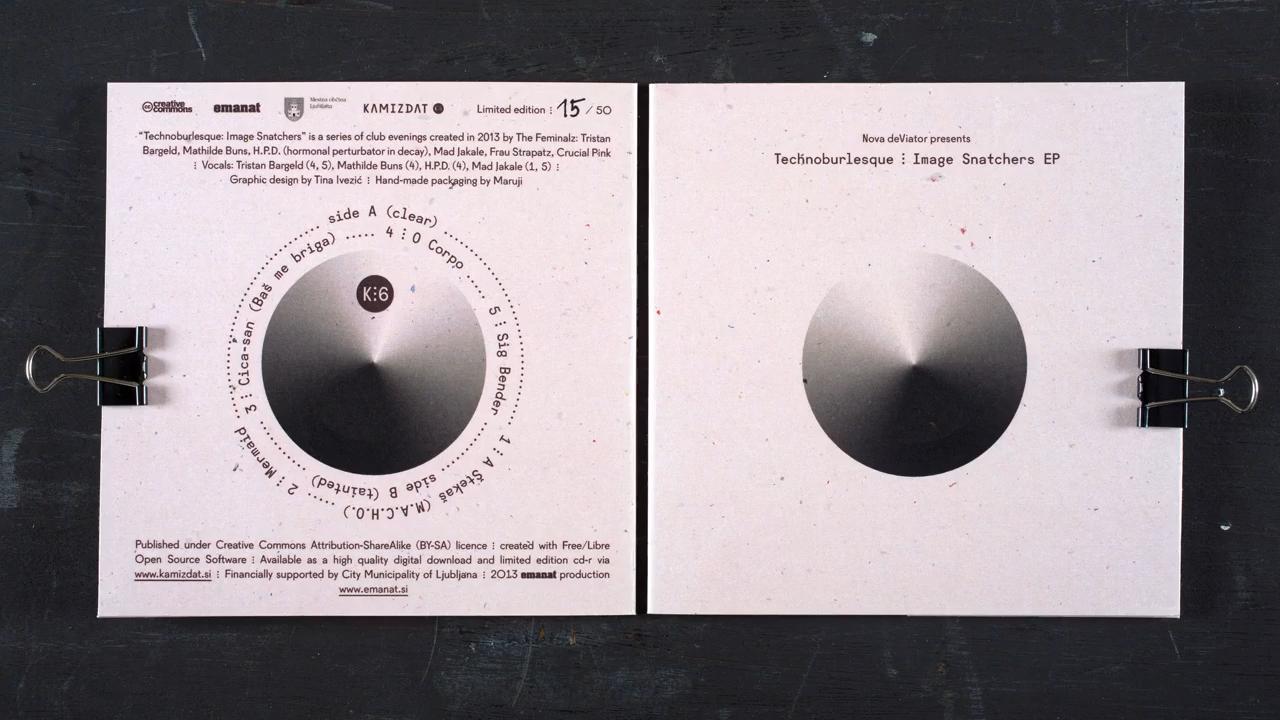 creative commons
emanat
Mestna občina
Ljubljana
KAMIZDAT
Limited edition ⁝ 15 / 50
"Technoburlesque: Image Snatchers" is a series of club evenings created in 2013 by The Feminalz: Tristan
Bargeld, Mathilde Buns, H.P.D. (hormonal perturbator in decay), Mad Jakale, Frau Strapatz, Crucial Pink
⁝ Vocals: Tristan Bargeld (4, 5), Mathilde Buns (4), H.P.D. (4), Mad Jakale (1, 5) ⁝
Graphic design by Tina Ivezić ⁝ Hand-made packaging by Maruji
side A (clear)
1 ⁝ A Štekaš (M.A.C.H.O.)
2 ⁝ Mermaid
3 ⁝ Cica-san (Baš me briga)
side B (tainted)
4 ⁝ O Corpo
5 ⁝ Sig Bender
K⁝6
Published under Creative Commons Attribution-ShareAlike (BY-SA) licence ⁝ created with Free/Libre
Open Source Software ⁝ Available as a high quality digital download and limited edition cd-r via
www.kamizdat.si ⁝ Financially supported by City Municipality of Ljubljana ⁝ 2013 emanat production
www.emanat.si
Nova deViator presents
Technoburlesque ⁝ Image Snatchers EP